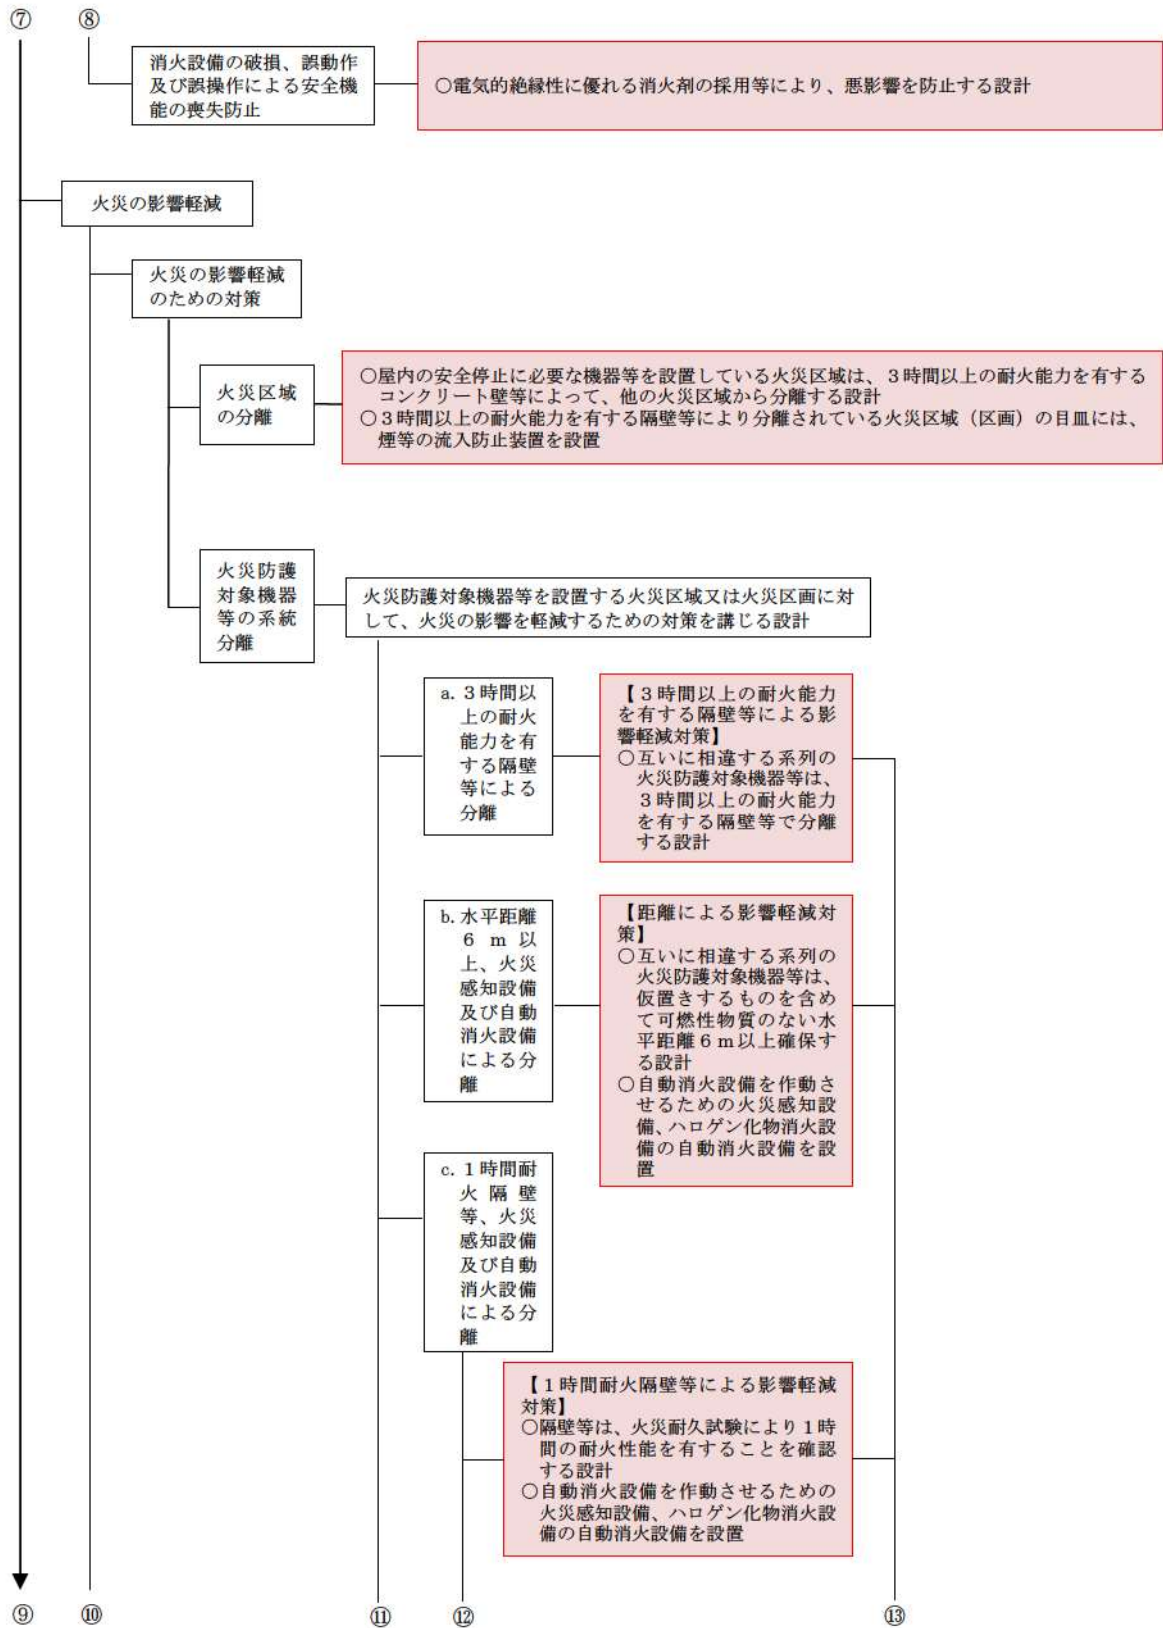 ⑦ ⑧
消火設備の破損、誤動作
及び誤操作による安全機
能の喪失防止
○電気的絶縁性に優れる消火剤の採用等により、悪影響を防止する設計
火災の影響軽減
火災の影響軽減
のための対策
火災区域
の分離
○屋内の安全停止に必要な機器等を設置している火災区域は、3時間以上の耐火能力を有する
コンクリート壁等によって、他の火災区域から分離する設計
○3時間以上の耐火能力を有する隔壁等により分離されている火災区域（区画）の目皿には、
煙等の流入防止装置を設置
火災防護
対象機器
等の系統
分離
火災防護対象機器等を設置する火災区域又は火災区画に対
して、火災の影響を軽減するための対策を講じる設計
a. 3時間以
上の耐火
能力を有
する隔壁
等による
分離
【3時間以上の耐火能力
を有する隔壁等による影
響軽減対策】
○互いに相違する系列の
火災防護対象機器等は、
3時間以上の耐火能力
を有する隔壁等で分離
する設計
b. 水平距離
6 m 以
上、火災
感知設備
及び自動
消火設備
による分
離
【距離による影響軽減対
策】
○互いに相違する系列の
火災防護対象機器等は、
仮置きするものを含め
て可燃性物質のない水
平距離6m以上確保す
る設計
○自動消火設備を作動さ
せるための火災感知設
備、ハロゲン化物消火設
備の自動消火設備を設
置
c. 1時間耐
火隔壁
等、火災
感知設備
及び自動
消火設備
による分
離
【1時間耐火隔壁等による影響軽減
対策】
○隔壁等は、火災耐久試験により1時
間の耐火性能を有することを確認
する設計
○自動消火設備を作動させるための
火災感知設備、ハロゲン化物消火設
備の自動消火設備を設置
⑨ ⑩ ⑪ ⑫ ⑬